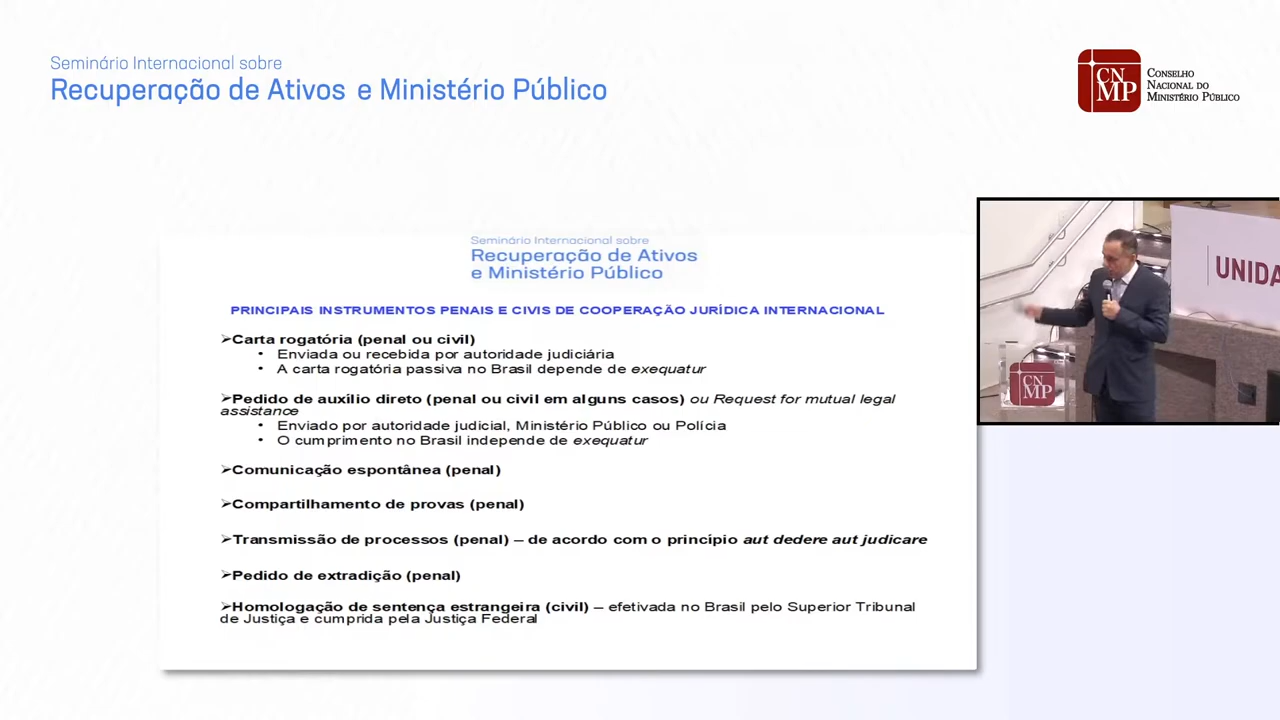 Seminário Internacional sobre
Recuperação de Ativos e Ministério Público
CN
MP
CONSELHO
NACIONAL DO
MINISTÉRIO PÚBLICO
Seminário Internacional sobre
Recuperação de Ativos
e Ministério Público
PRINCIPAIS INSTRUMENTOS PENAIS E CIVIS DE COOPERAÇÃO JURÍDICA INTERNACIONAL
➢Carta rogatória (penal ou civil)
• Enviada ou recebida por autoridade judiciária
• A carta rogatória passiva no Brasil depende de exequatur
➢Pedido de auxílio direto (penal ou civil em alguns casos) ou Request for mutual legal
assistance
• Enviado por autoridade judicial, Ministério Público ou Polícia
• O cumprimento no Brasil independe de exequatur
➢Comunicação espontânea (penal)
➢Compartilhamento de provas (penal)
➢Transmissão de processos (penal) – de acordo com o princípio aut dedere aut judicare
➢Pedido de extradição (penal)
➢Homologação de sentença estrangeira (civil) – efetivada no Brasil pelo Superior Tribunal
de Justiça e cumprida pela Justiça Federal
UNIDA
CN
MP